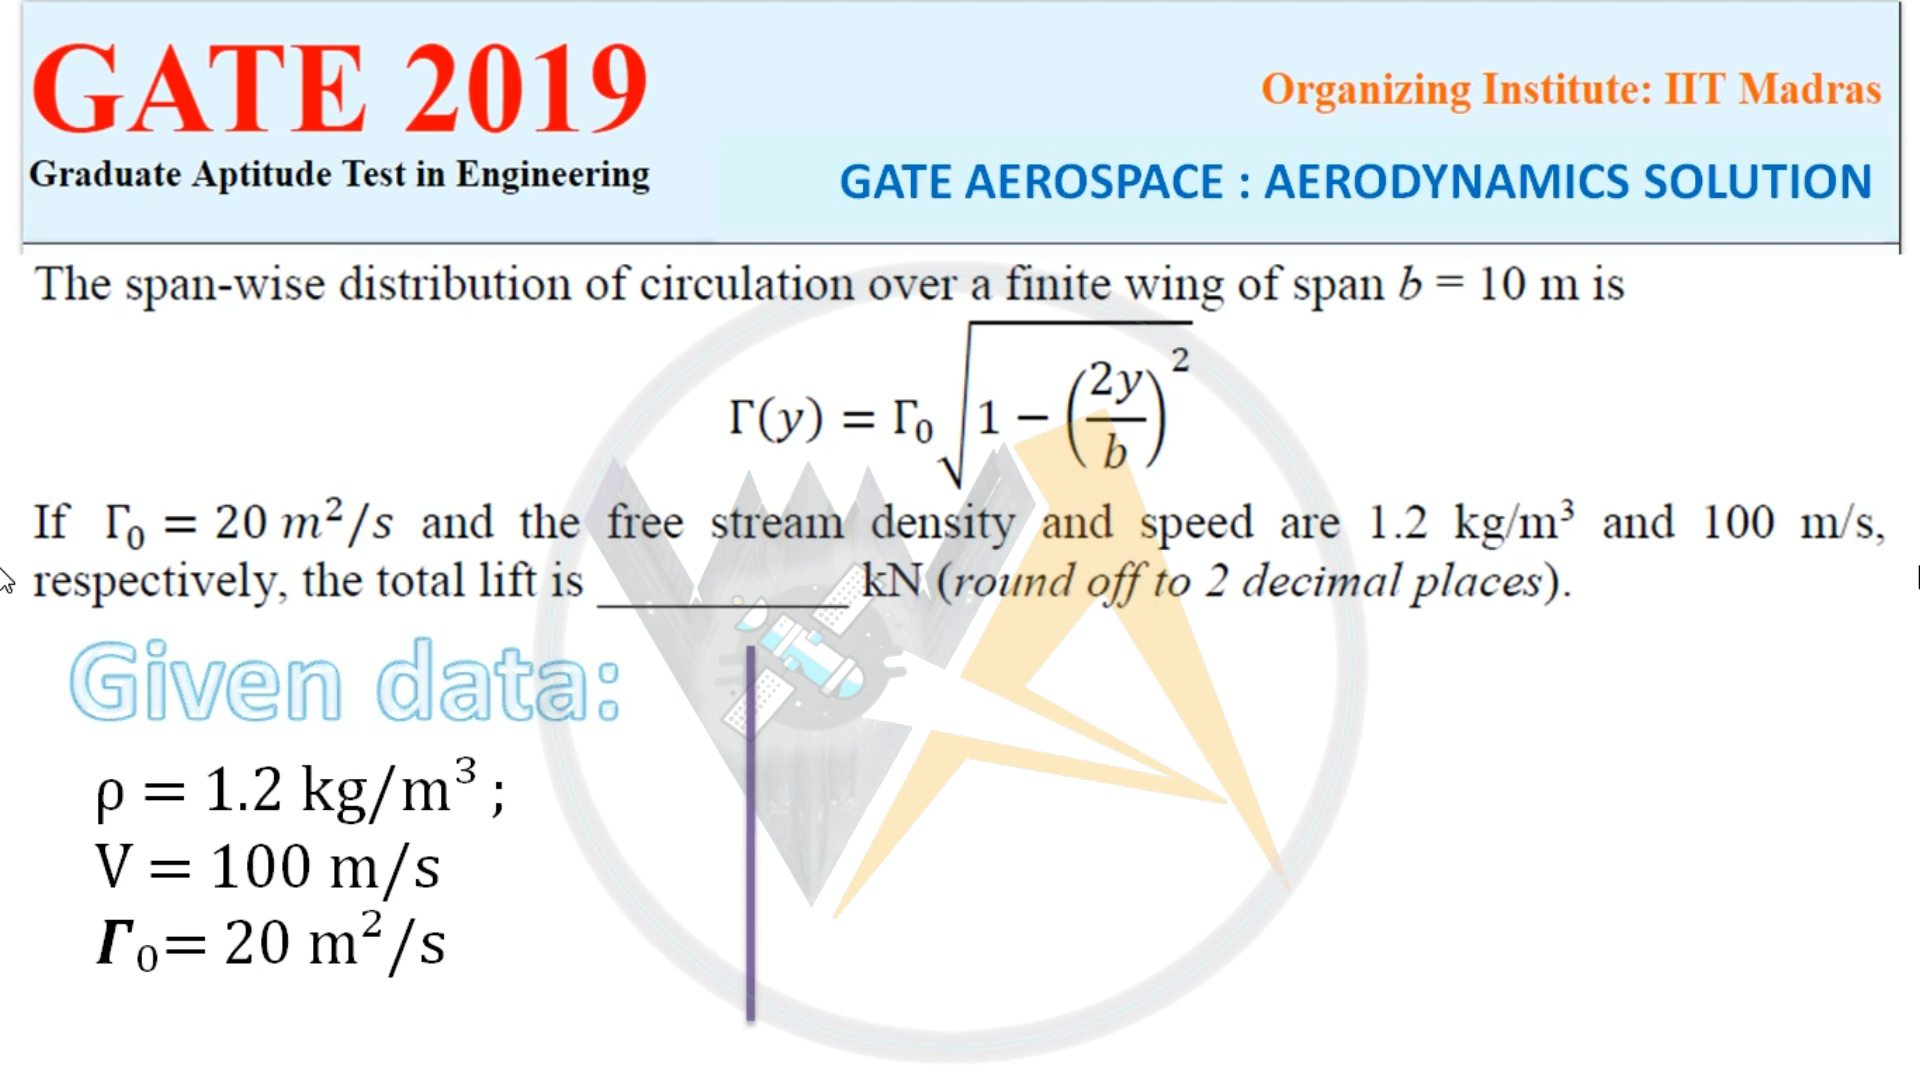 GATE 2019
Graduate Aptitude Test in Engineering
Organizing Institute: IIT Madras
GATE AEROSPACE : AERODYNAMICS SOLUTION
The span-wise distribution of circulation over a finite wing of span b = 10 m is
Γ(y) = Γ₀ √(1 − (2y/b)²)
If Γ₀ = 20 m²/s and the free stream density and speed are 1.2 kg/m³ and 100 m/s,
respectively, the total lift is __________ kN (round off to 2 decimal places).
Given data:
ρ = 1.2 kg/m³ ;
V = 100 m/s
Γ₀= 20 m²/s